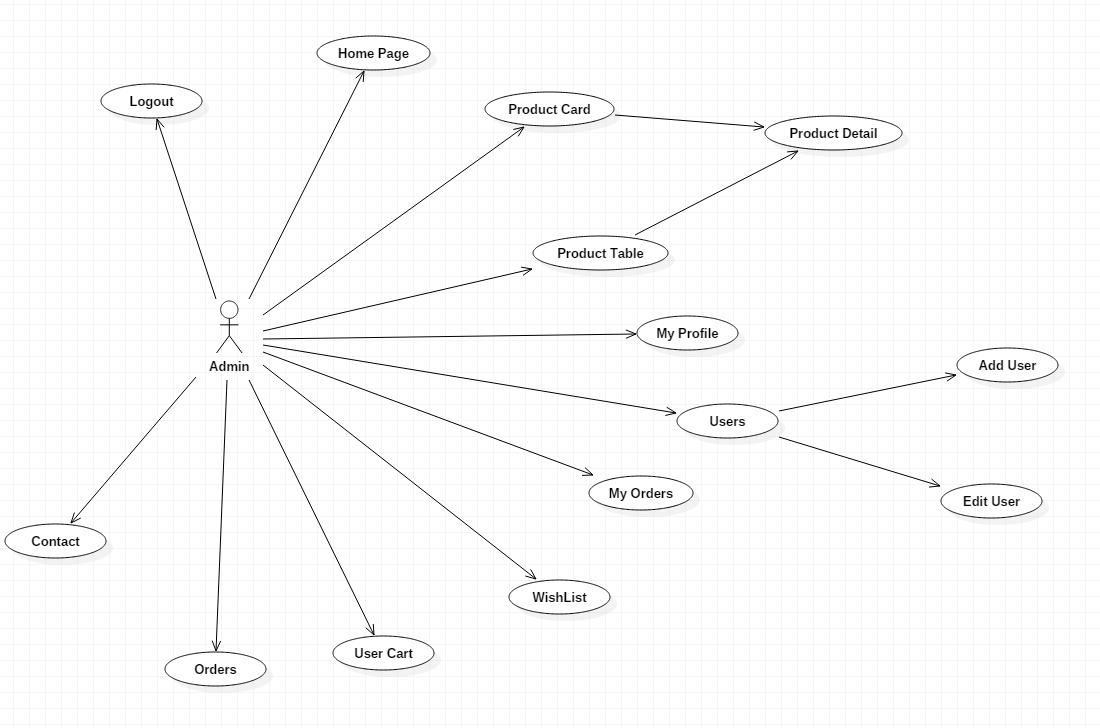 Home Page
Logout
Product Card
Product Detail
Product Table
My Profile
Admin
Add User
Users
My Orders
Edit User
Contact
WishList
User Cart
Orders